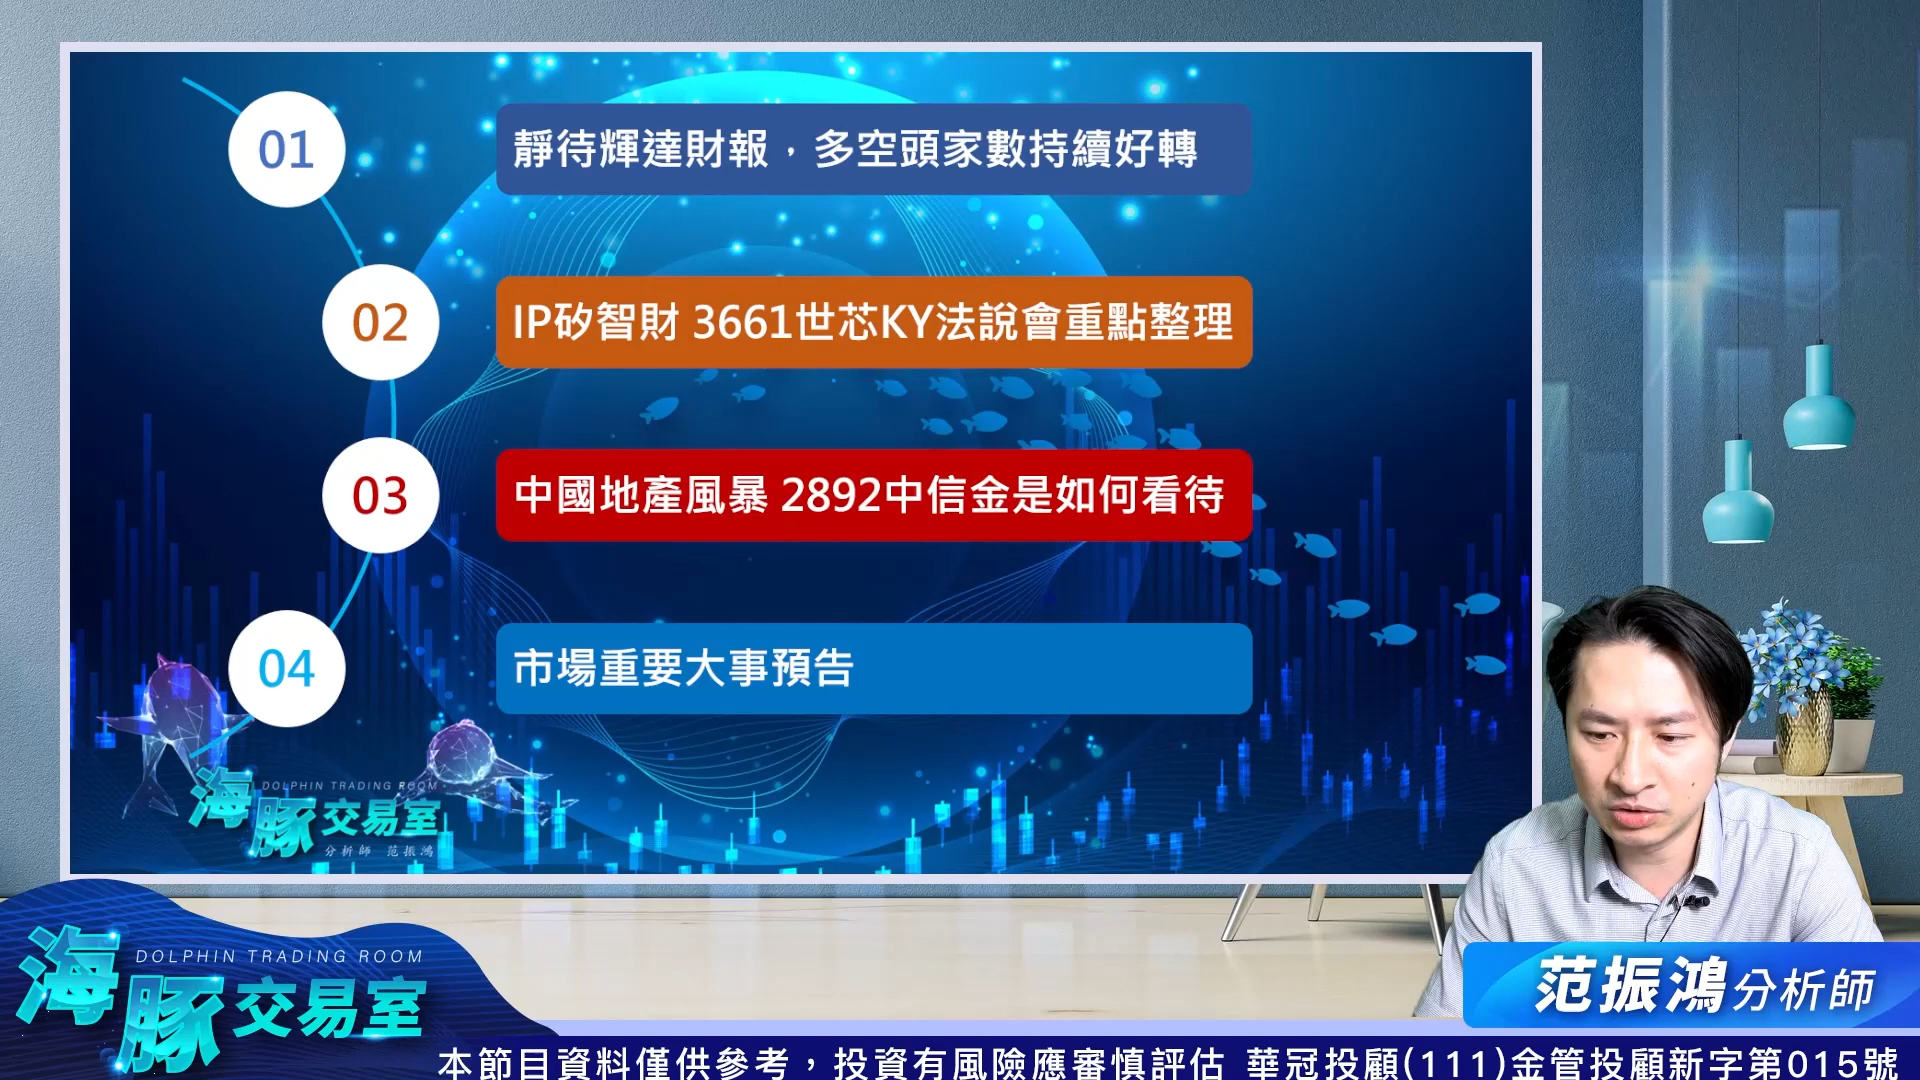 01
靜待輝達財報，多空頭家數持續好轉
02
IP矽智財 3661世芯KY法說會重點整理
03
中國地產風暴 2892中信金是如何看待
04
市場重要大事預告
DOLPHIN TRADING ROOM
海豚交易室
分析師 范振鴻
DOLPHIN TRADING ROOM
海豚交易室
范振鴻分析師
本節目資料僅供參考，投資有風險應審慎評估 華冠投顧(111)金管投顧新字第015號